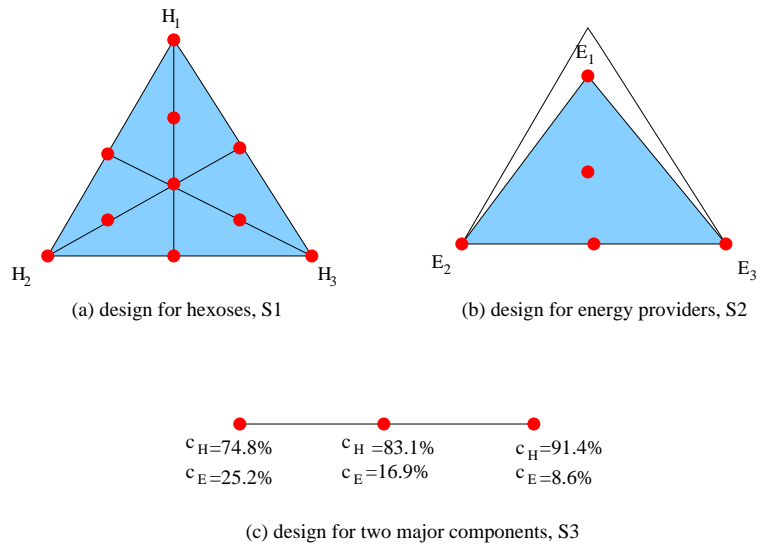 H1
E1
H2
H3
E2
E3
(a) design for hexoses, S1
(b) design for energy providers, S2
cH=74.8%
cH=83.1%
cH=91.4%
cE=25.2%
cE=16.9%
cE=8.6%
(c) design for two major components, S3